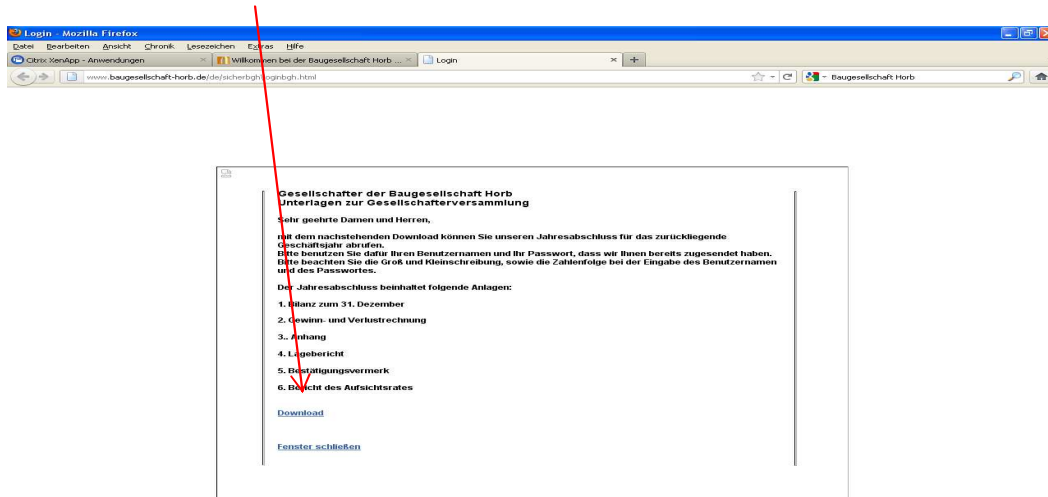 Login - Mozilla Firefox
Datei Bearbeiten Ansicht Chronik Lesezeichen Extras Hilfe
Citrix XenApp - Anwendungen
Willkommen bei der Baugesellschaft Horb ...
Login
www.baugesellschaft-horb.de/de/sicherbgh/loginbgh.html
Baugesellschaft Horb
Gesellschafter der Baugesellschaft Horb
Unterlagen zur Gesellschafterversammlung
Sehr geehrte Damen und Herren,
mit dem nachstehenden Download können Sie unseren Jahresabschluss für das zurückliegende
Geschäftsjahr abrufen.
Bitte benutzen Sie dafür Ihren Benutzernamen und Ihr Passwort, dass wir Ihnen bereits zugesendet haben.
Bitte beachten Sie die Groß und Kleinschreibung, sowie die Zahlenfolge bei der Eingabe des Benutzernamen
und des Passwortes.
Der Jahresabschluss beinhaltet folgende Anlagen:
1. Bilanz zum 31. Dezember
2. Gewinn- und Verlustrechnung
3.. Anhang
4. Lagebericht
5. Bestätigungsvermerk
6. Bericht des Aufsichtsrates
Download
Fenster schließen